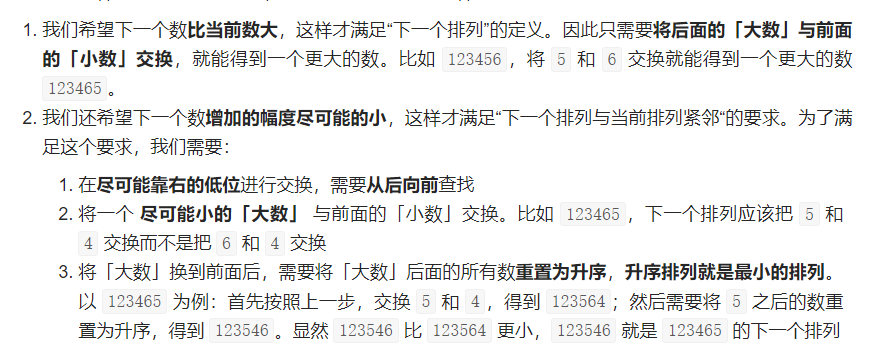 1. 我们希望下一个数比当前数大，这样才满足“下一个排列”的定义。因此只需要将后面的「大数」与前面
的「小数」交换，就能得到一个更大的数。比如 123456，将 5 和 6 交换就能得到一个更大的数
123465。
2. 我们还希望下一个数增加的幅度尽可能的小，这样才满足“下一个排列与当前排列紧邻“的要求。为了满
足这个要求，我们需要：
1. 在尽可能靠右的低位进行交换，需要从后向前查找
2. 将一个 尽可能小的「大数」 与前面的「小数」交换。比如 123465，下一个排列应该把 5 和
4 交换而不是把 6 和 4 交换
3. 将「大数」换到前面后，需要将「大数」后面的所有数重置为升序，升序排列就是最小的排列。
以 123465 为例：首先按照上一步，交换 5 和 4，得到 123564；然后需要将 5 之后的数重
置为升序，得到 123546。显然 123546 比 123564 更小，123546 就是 123465 的下一个排列